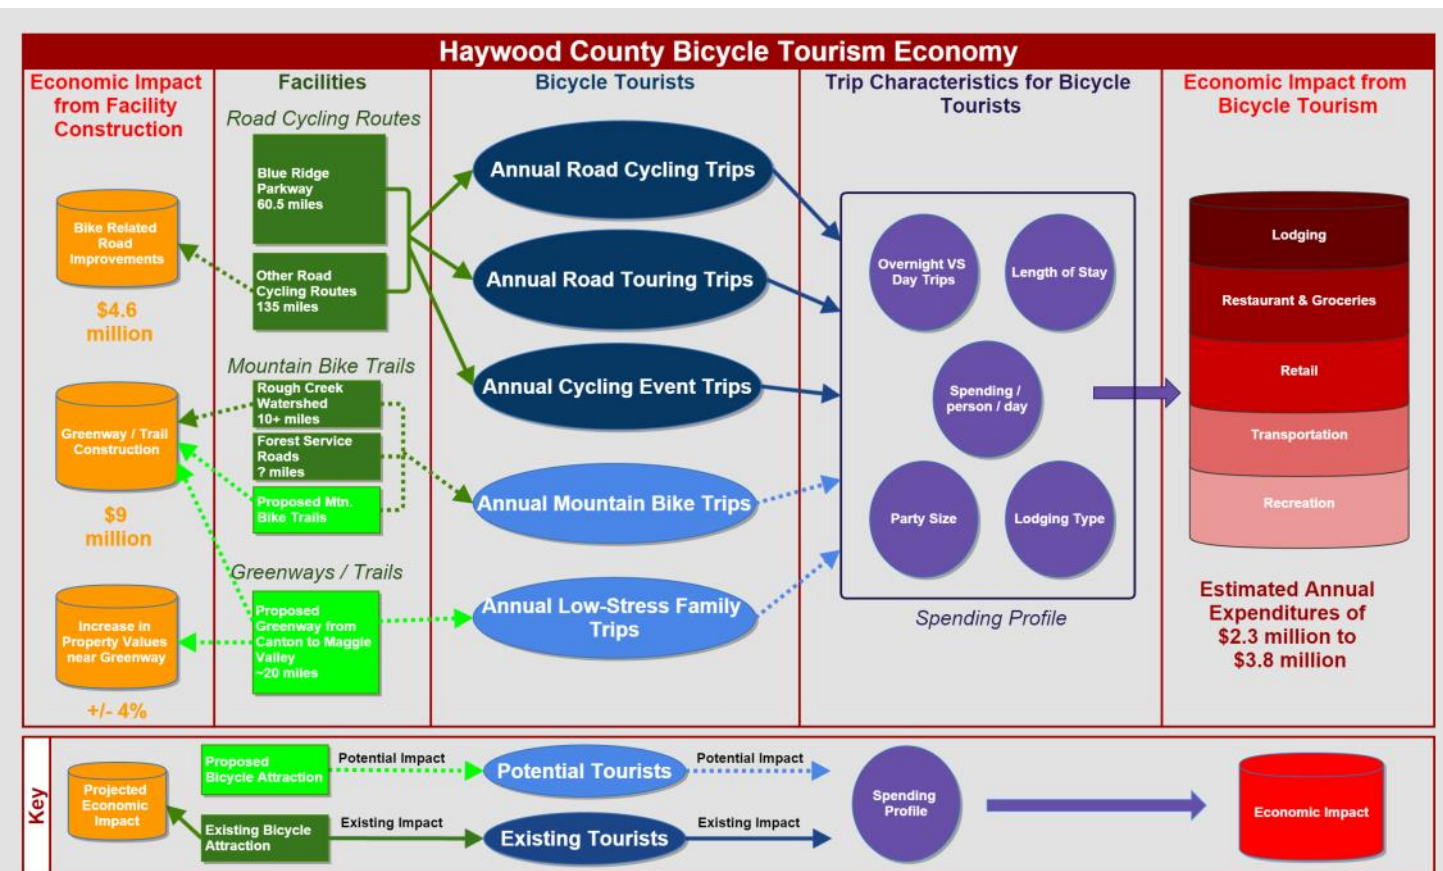 Haywood County Bicycle Tourism Economy
Economic Impact
from Facility
Construction
Bike Related
Road
Improvements
$4.6
million
Greenway / Trail
Construction
$9
million
Increase in
Property Values
near Greenway
+/- 4%
Facilities
Road Cycling Routes
Blue Ridge
Parkway
60.5 miles
Other Road
Cycling Routes
135 miles
Mountain Bike Trails
Rough Creek
Watershed
10+ miles
Forest Service
Roads
? miles
Proposed Mtn.
Bike Trails
Greenways / Trails
Proposed
Greenway from
Canton to Maggie
Valley
~20 miles
Bicycle Tourists
Annual Road Cycling Trips
Annual Road Touring Trips
Annual Cycling Event Trips
Annual Mountain Bike Trips
Annual Low-Stress Family
Trips
Trip Characteristics for Bicycle
Tourists
Overnight VS
Day Trips
Length of Stay
Spending /
person / day
Party Size
Lodging Type
Spending Profile
Economic Impact from
Bicycle Tourism
Lodging
Restaurant & Groceries
Retail
Transportation
Recreation
Estimated Annual
Expenditures of
$2.3 million to
$3.8 million
Key
Projected
Economic
Impact
Proposed
Bicycle Attraction
Potential Impact
Potential Tourists
Potential Impact
Existing Bicycle
Attraction
Existing Impact
Existing Tourists
Existing Impact
Spending
Profile
Economic Impact